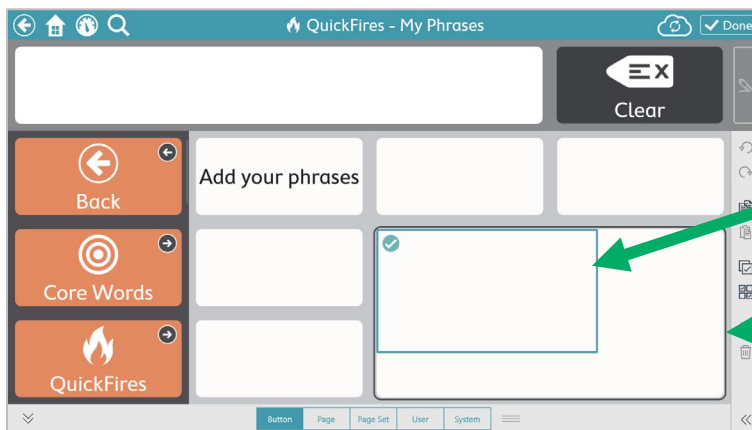 QuickFires - My Phrases
Done
Clear
Back
Add your phrases
Core Words
QuickFires
Button Page Page Set User System